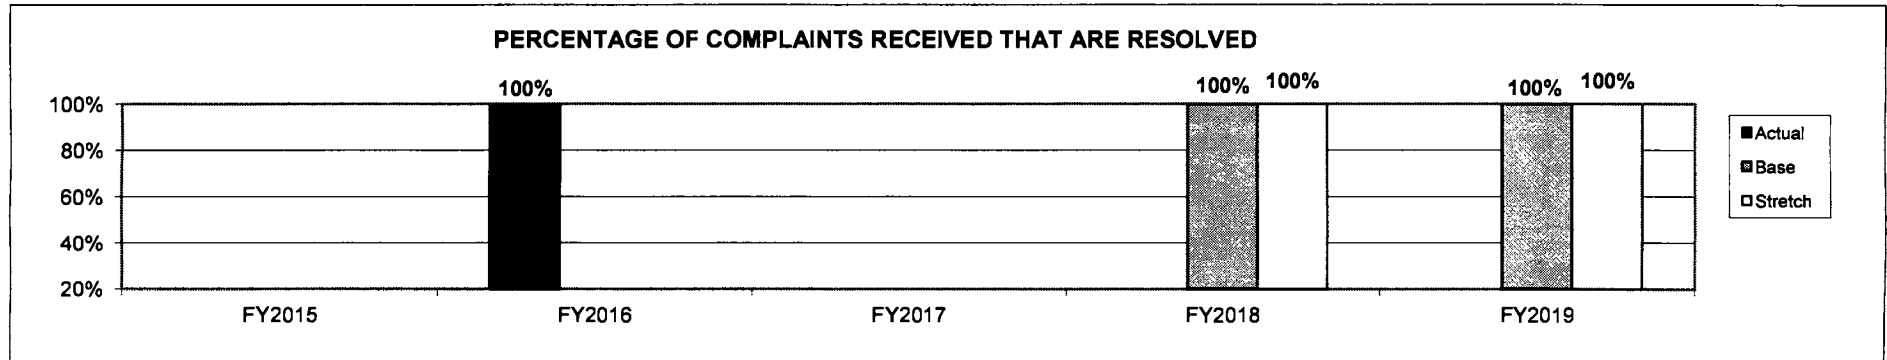 PERCENTAGE OF COMPLAINTS RECEIVED THAT ARE RESOLVED
100%
100%
100%
100%
100%
100%
80%
60%
40%
20%
FY2015
FY2016
FY2017
FY2018
FY2019
Actual
Base
Stretch